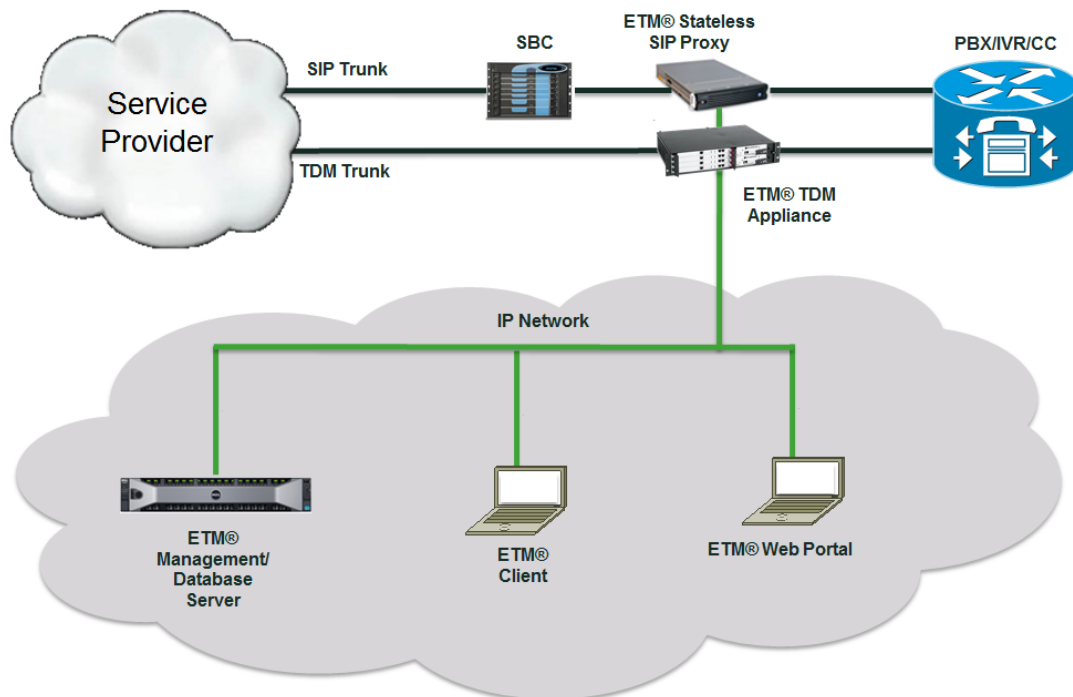 ETM® Stateless
SIP Proxy
SBC
PBX/IVR/CC
SIP Trunk
Service
Provider
TDM Trunk
ETM® TDM
Appliance
IP Network
ETM®
Management/
Database
Server
ETM®
Client
ETM® Web Portal